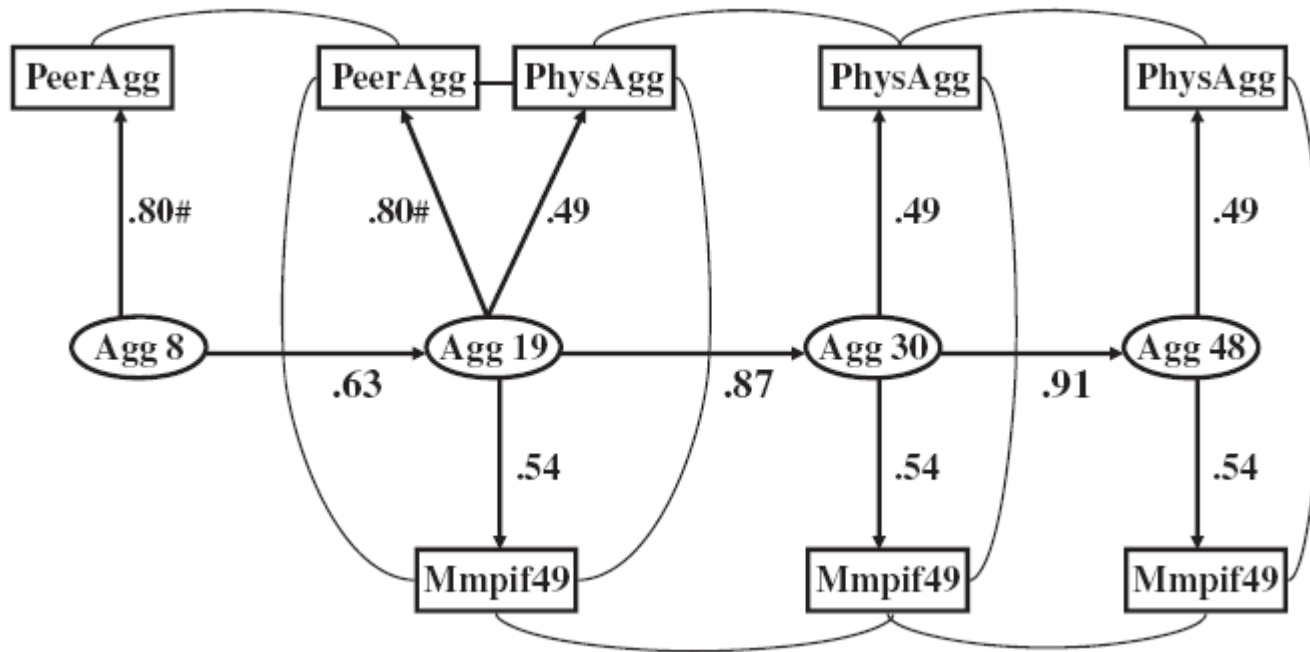 PeerAgg
PeerAgg
PhysAgg
PhysAgg
PhysAgg
.80#
.80#
.49
.49
.49
Agg 8
Agg 19
Agg 30
Agg 48
.63
.87
.91
.54
.54
.54
Mmpif49
Mmpif49
Mmpif49